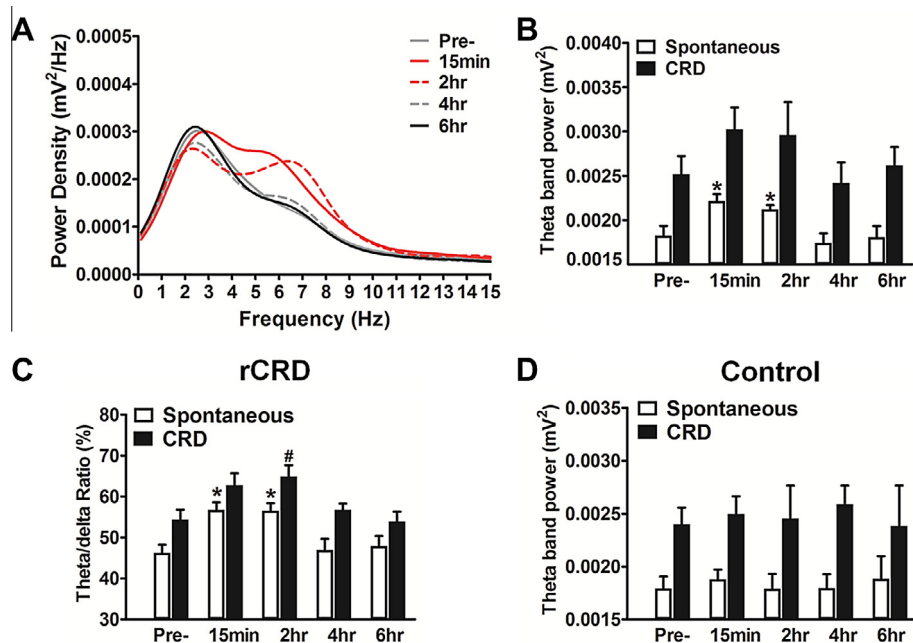 A
Power Density (mV²/Hz)
0.0005
0.0004
0.0003
0.0002
0.0001
0.0000
Pre-
15min
2hr
4hr
6hr
0 1 2 3 4 5 6 7 8 9 10 11 12 13 14 15
Frequency (Hz)
B
Theta band power (mV²)
0.0040
0.0035
0.0030
0.0025
0.0020
0.0015
Spontaneous
CRD
* *
Pre- 15min 2hr 4hr 6hr
C
rCRD
Theta/delta Ratio (%)
80
70
60
50
40
30
Spontaneous
CRD
* * #
Pre- 15min 2hr 4hr 6hr
D
Control
Theta band power (mV²)
0.0035
0.0030
0.0025
0.0020
0.0015
Spontaneous
CRD
Pre- 15min 2hr 4hr 6hr